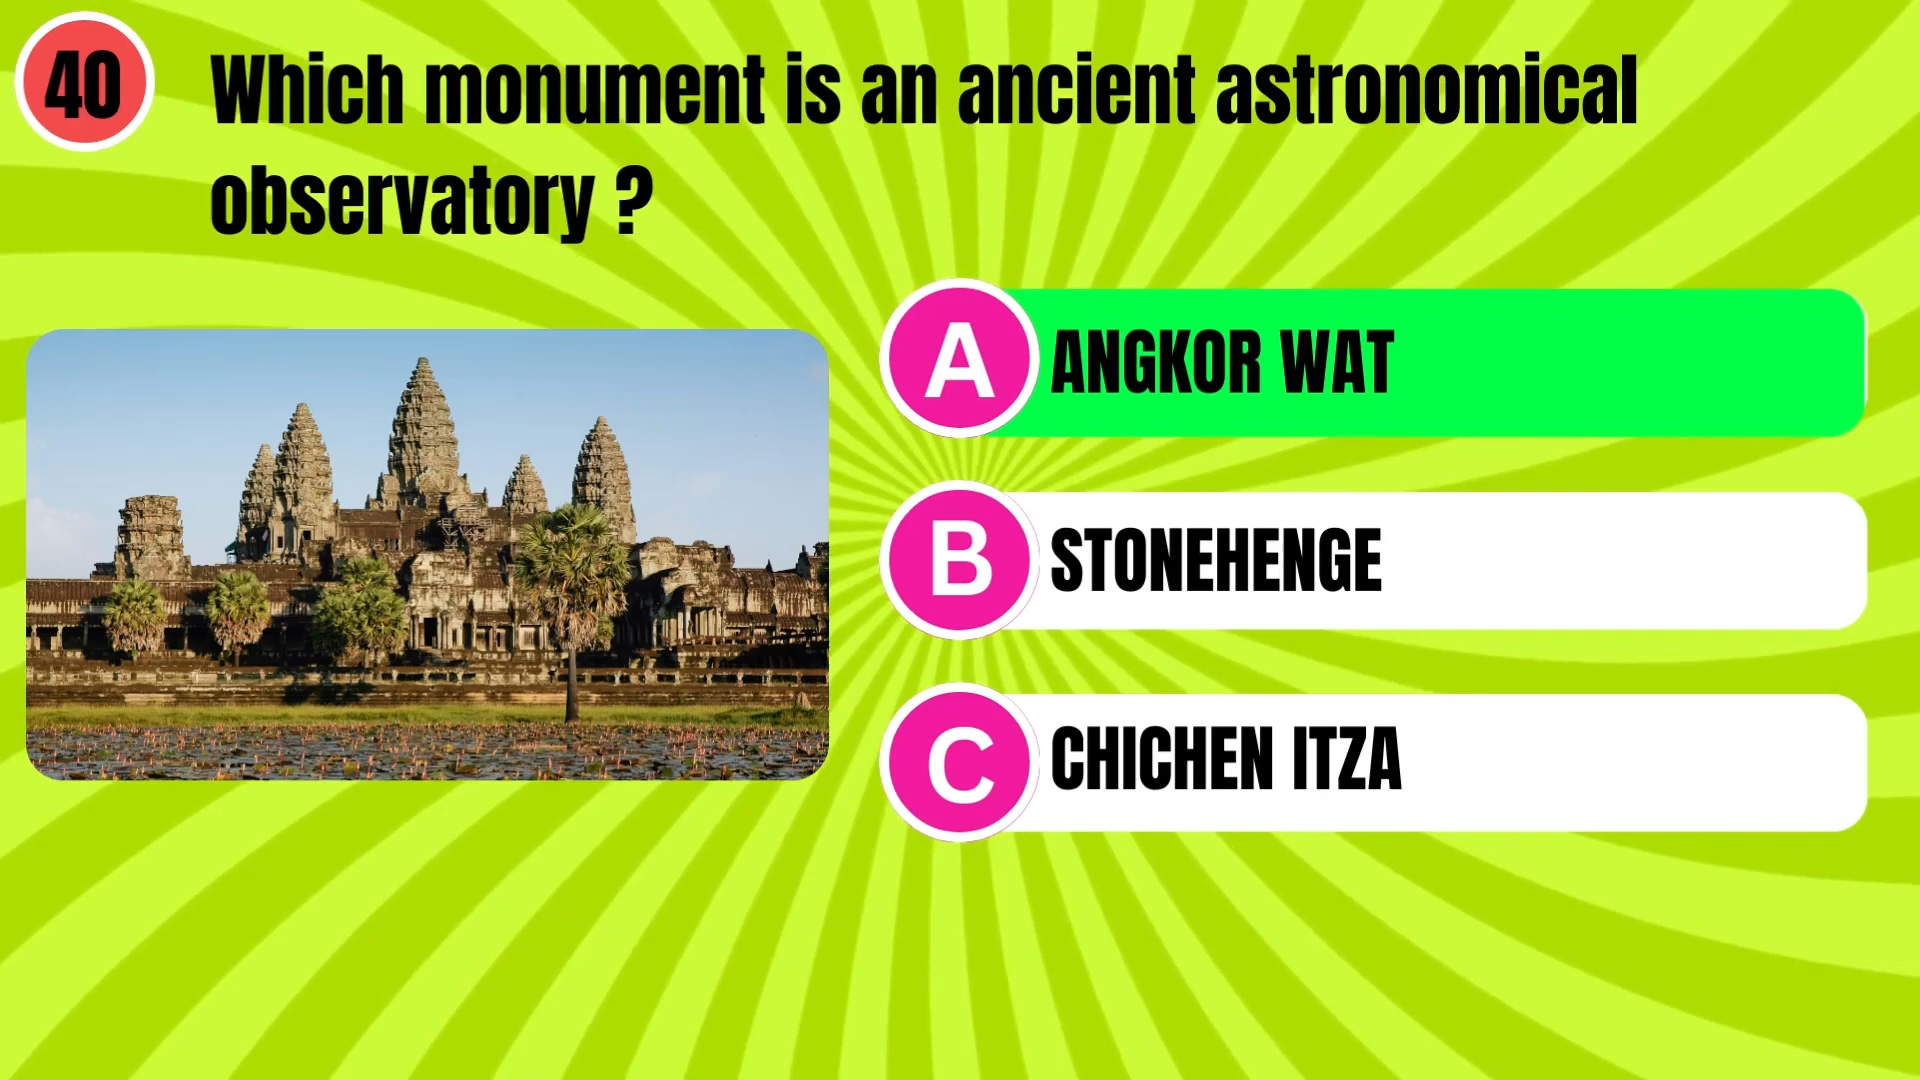 40
Which monument is an ancient astronomical
observatory ?
A ANGKOR WAT
B STONEHENGE
C CHICHEN ITZA